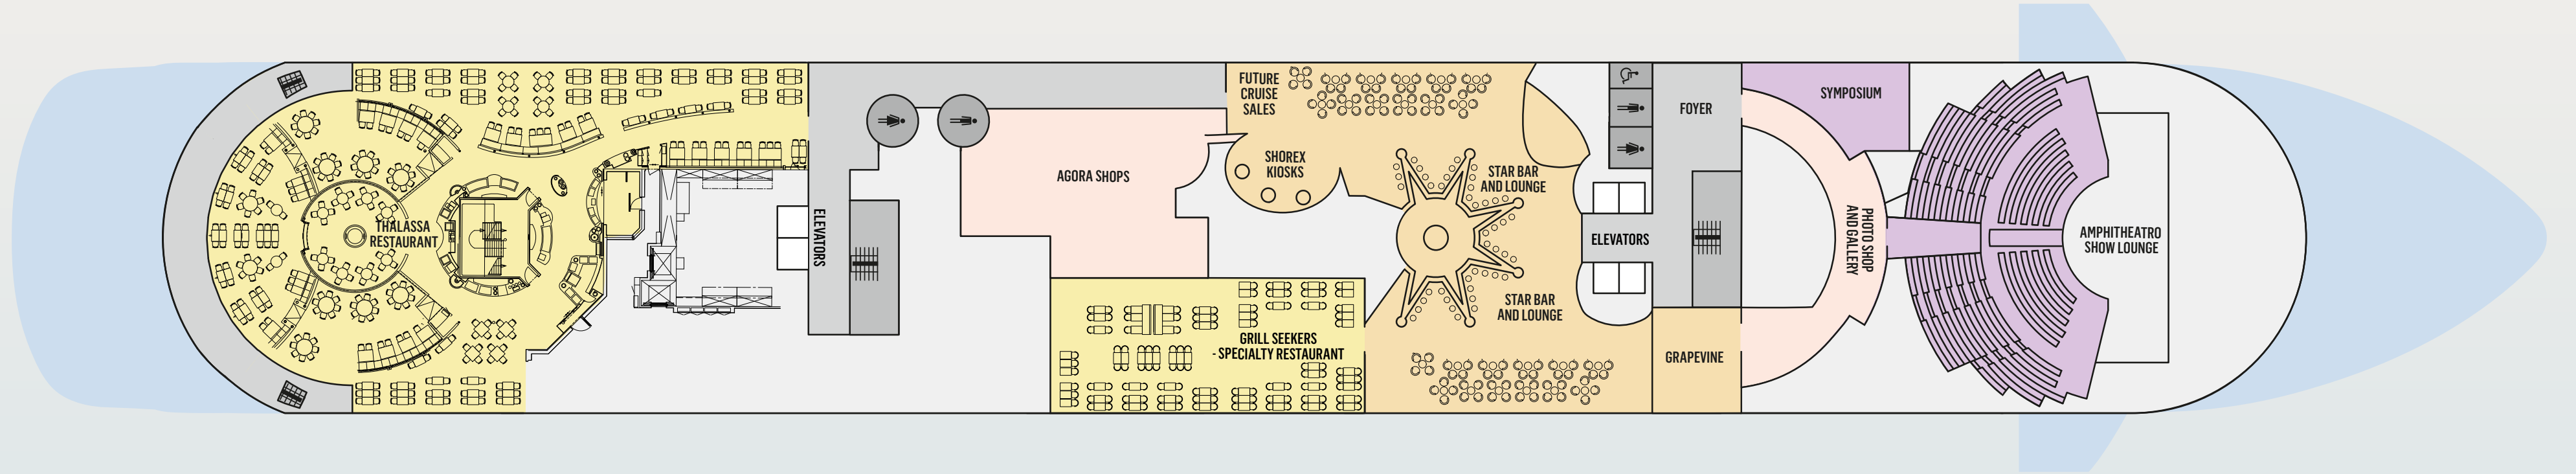 THALASSA
RESTAURANT
ELEVATORS
AGORA SHOPS
FUTURE
CRUISE
SALES
SHOREX
KIOSKS
GRILL SEEKERS
- SPECIALTY RESTAURANT
STAR BAR
AND LOUNGE
STAR BAR
AND LOUNGE
ELEVATORS
FOYER
GRAPEVINE
SYMPOSIUM
PHOTO SHOP
AND GALLERY
AMPHITHEATRO
SHOW LOUNGE